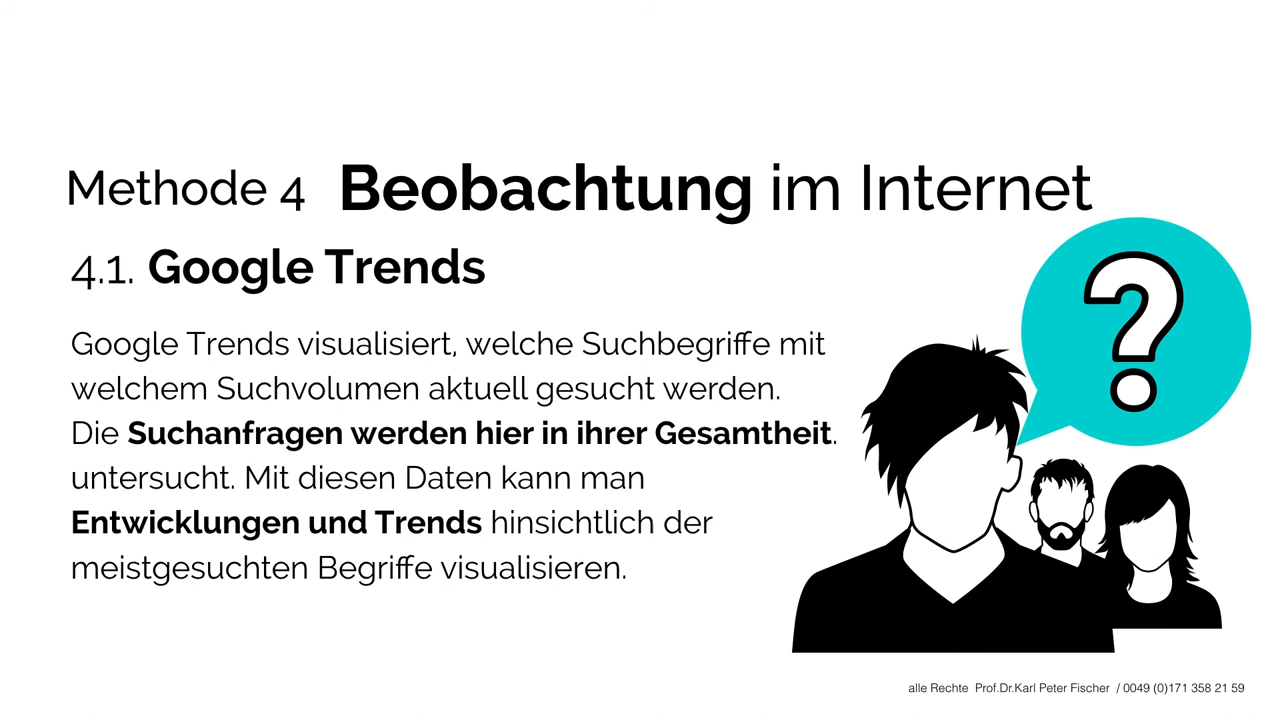 Methode 4 Beobachtung im Internet
4.1. Google Trends
?
Google Trends visualisiert, welche Suchbegriffe mit
welchem Suchvolumen aktuell gesucht werden.
Die Suchanfragen werden hier in ihrer Gesamtheit.
untersucht. Mit diesen Daten kann man
Entwicklungen und Trends hinsichtlich der
meistgesuchten Begriffe visualisieren.
alle Rechte Prof.Dr.Karl Peter Fischer / 0049 (0)171 358 21 59